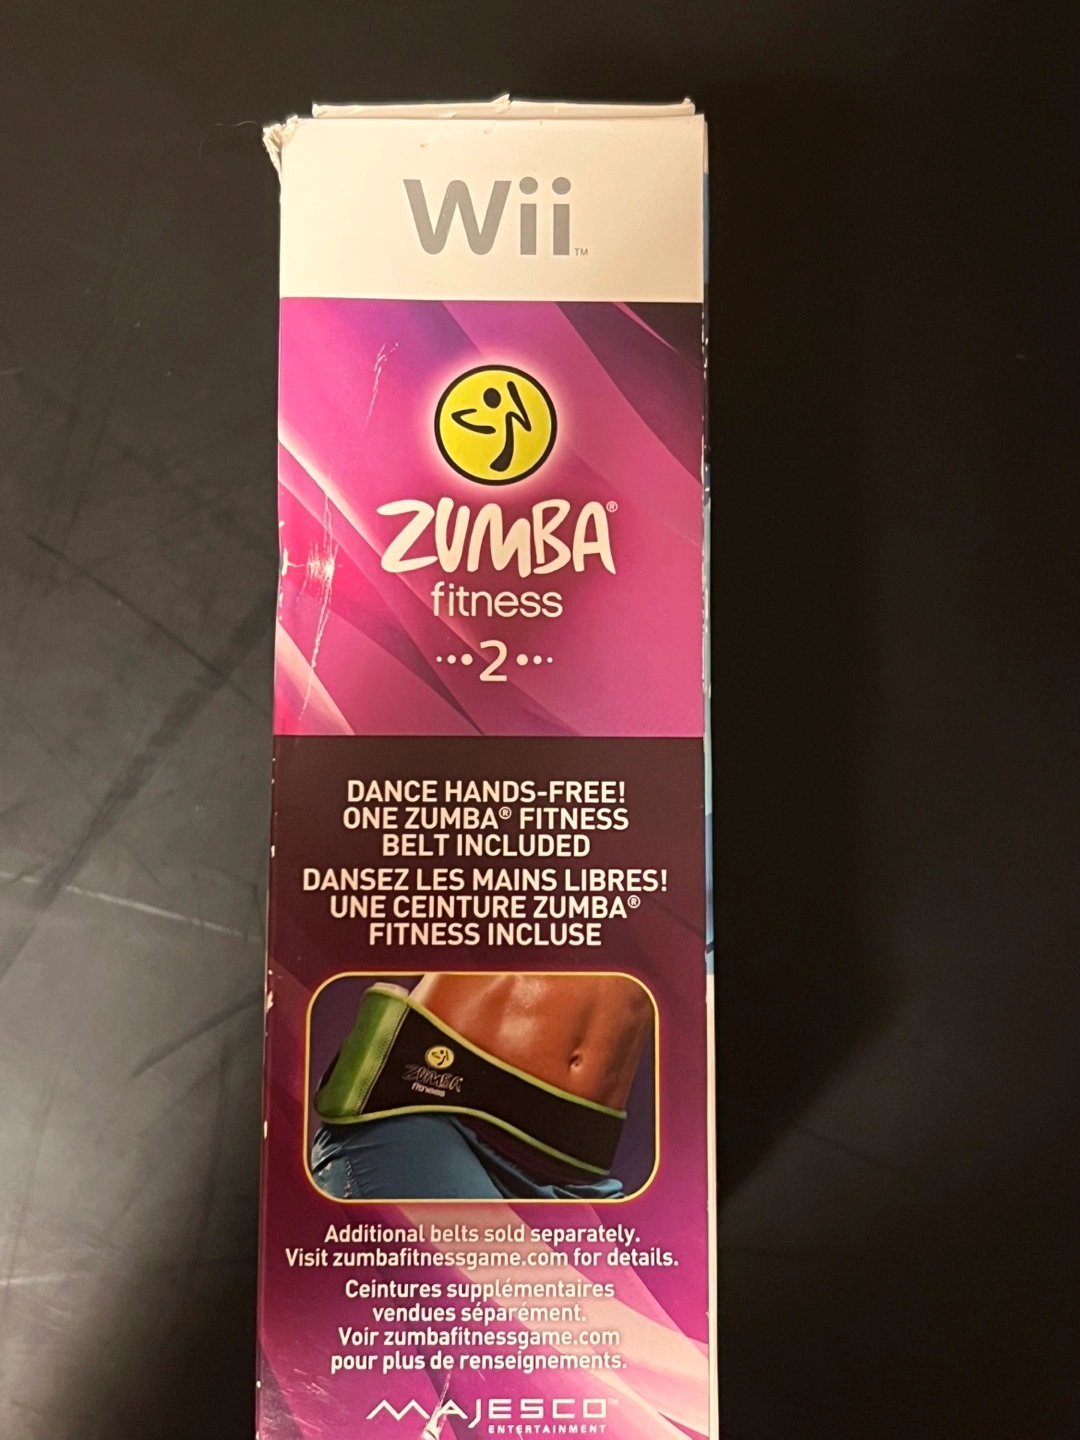 Wii™
ZUMBA®
fitness
•••2•••
DANCE HANDS-FREE!
ONE ZUMBA® FITNESS
BELT INCLUDED
DANSEZ LES MAINS LIBRES!
UNE CEINTURE ZUMBA®
FITNESS INCLUSE
ZUMBA
fitness
Additional belts sold separately.
Visit zumbafitnessgame.com for details.
Ceintures supplémentaires
vendues séparément.
Voir zumbafitnessgame.com
pour plus de renseignements.
MAJESCO™
ENTERTAINMENT